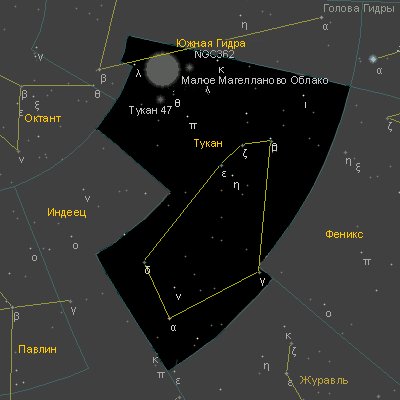 Голова Гидры
α
Южная Гидра
NGC362
β
λ
κ
α
Малое Магелланово Облако
β
θ
λ
ξ
θ
ι
Тукан 47
γ
Октант
π
Тукан
ν
ζ
β
η
ε
ξ
η
ν
Индеец
Феникс
ο
ο
π
δ
γ
ν
γ
β
α
κ
Павлин
κ
ζ
η
π
ε
ε
Журавль